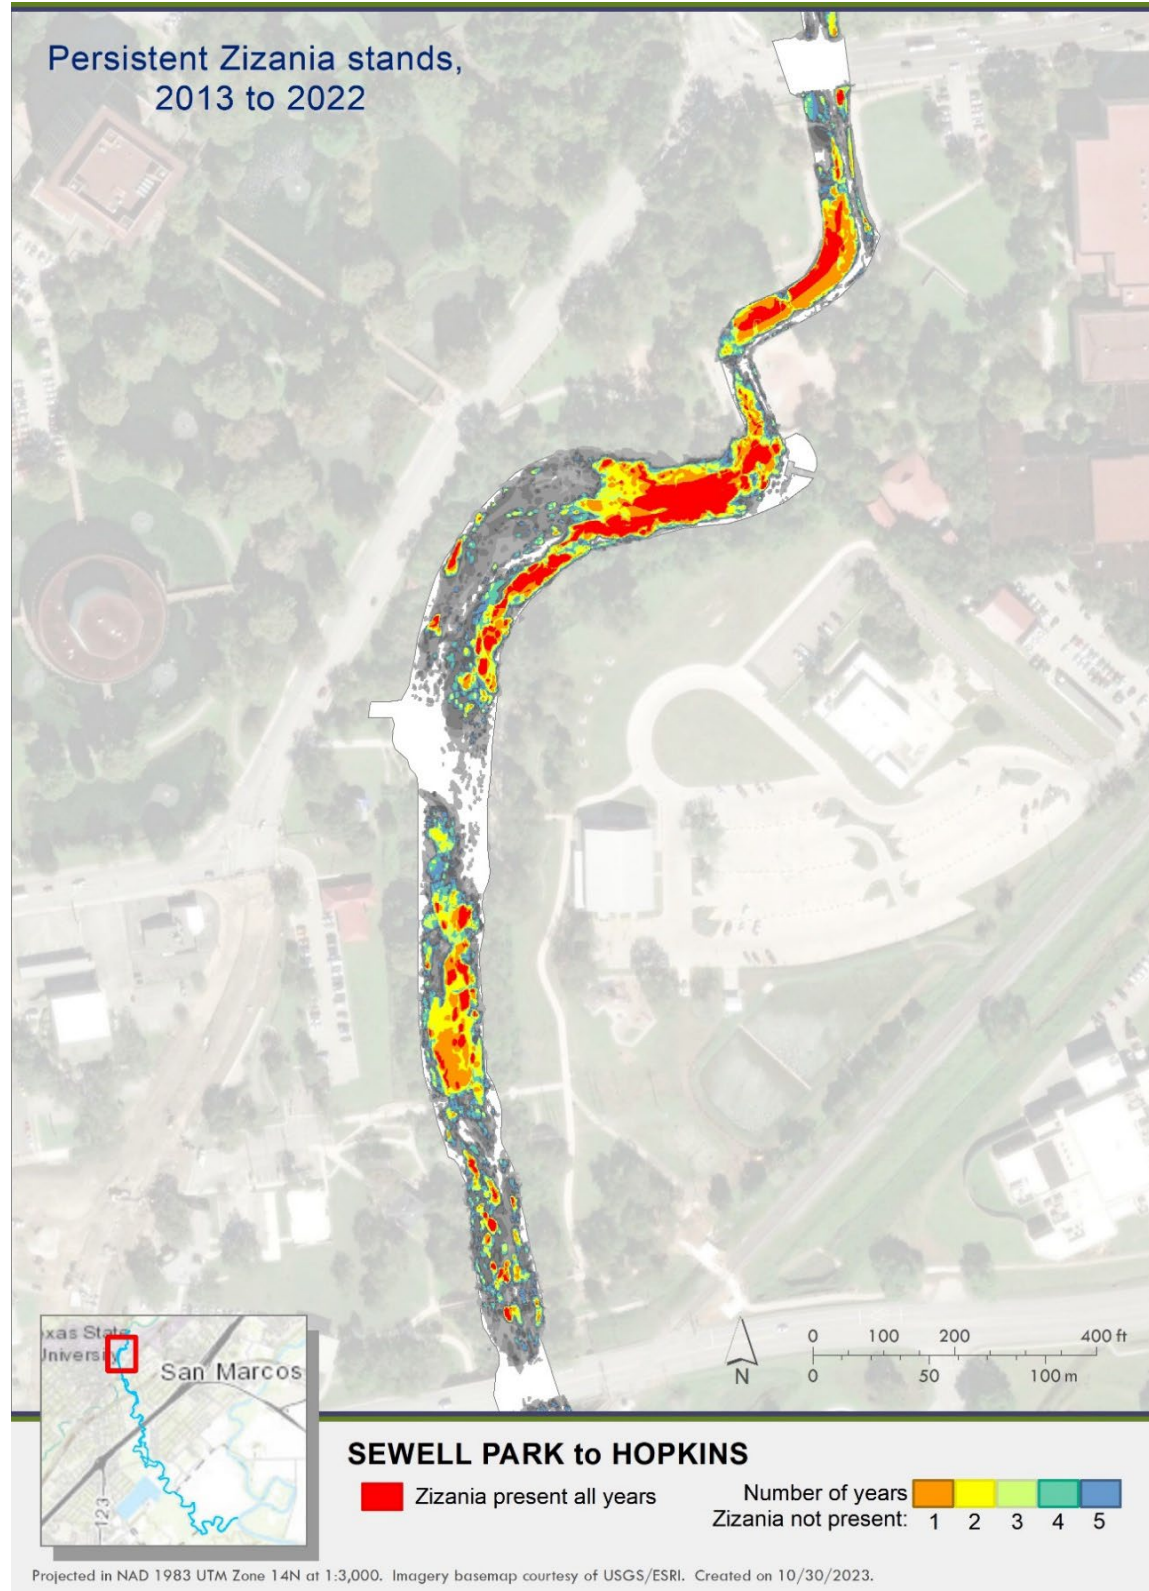 Persistent Zizania stands,
2013 to 2022
xas State
University
San Marcos
123
N
0 100 200 400 ft
0 50 100 m
SEWELL PARK to HOPKINS
Zizania present all years
Number of years
Zizania not present:
1 2 3 4 5
Projected in NAD 1983 UTM Zone 14N at 1:3,000. Imagery basemap courtesy of USGS/ESRI. Created on 10/30/2023.